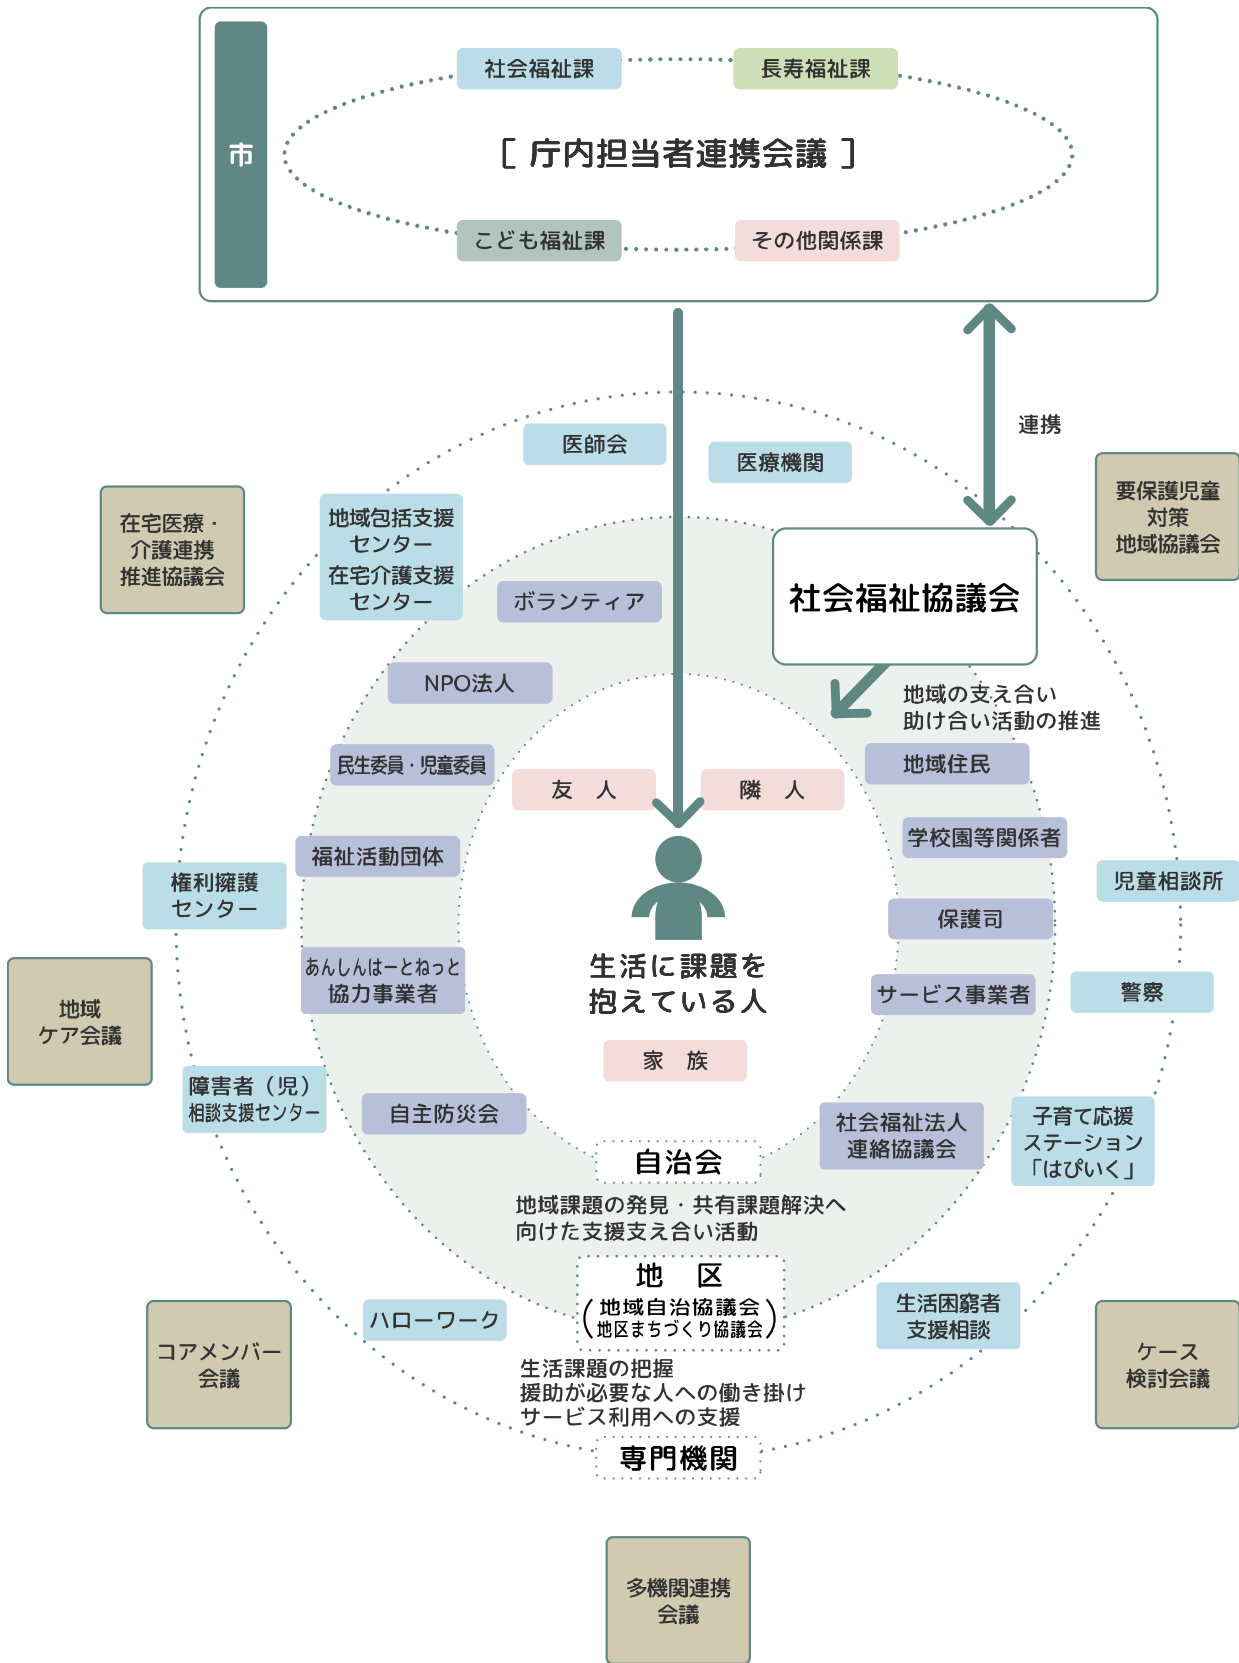 市
社会福祉課
長寿福祉課
[ 庁内担当者連携会議 ]
こども福祉課
その他関係課
連携
医師会
医療機関
要保護児童
対策
地域協議会
在宅医療・
介護連携
推進協議会
地域包括支援
センター
在宅介護支援
センター
ボランティア
社会福祉協議会
NPO法人
地域の支え合い
助け合い活動の推進
民生委員・児童委員
友　人
隣　人
地域住民
福祉活動団体
学校園等関係者
権利擁護
センター
児童相談所
保護司
生活に課題を
抱えている人
あんしんはーとねっと
協力事業者
サービス事業者
警察
地域
ケア会議
家　族
障害者（児）
相談支援センター
自主防災会
社会福祉法人
連絡協議会
子育て応援
ステーション
「はぴいく」
自治会
地域課題の発見・共有課題解決へ
向けた支援支え合い活動
地　区
（地域自治協議会
地区まちづくり協議会）
ハローワーク
生活困窮者
支援相談
コアメンバー
会議
ケース
検討会議
生活課題の把握
援助が必要な人への働き掛け
サービス利用への支援
専門機関
多機関連携
会議